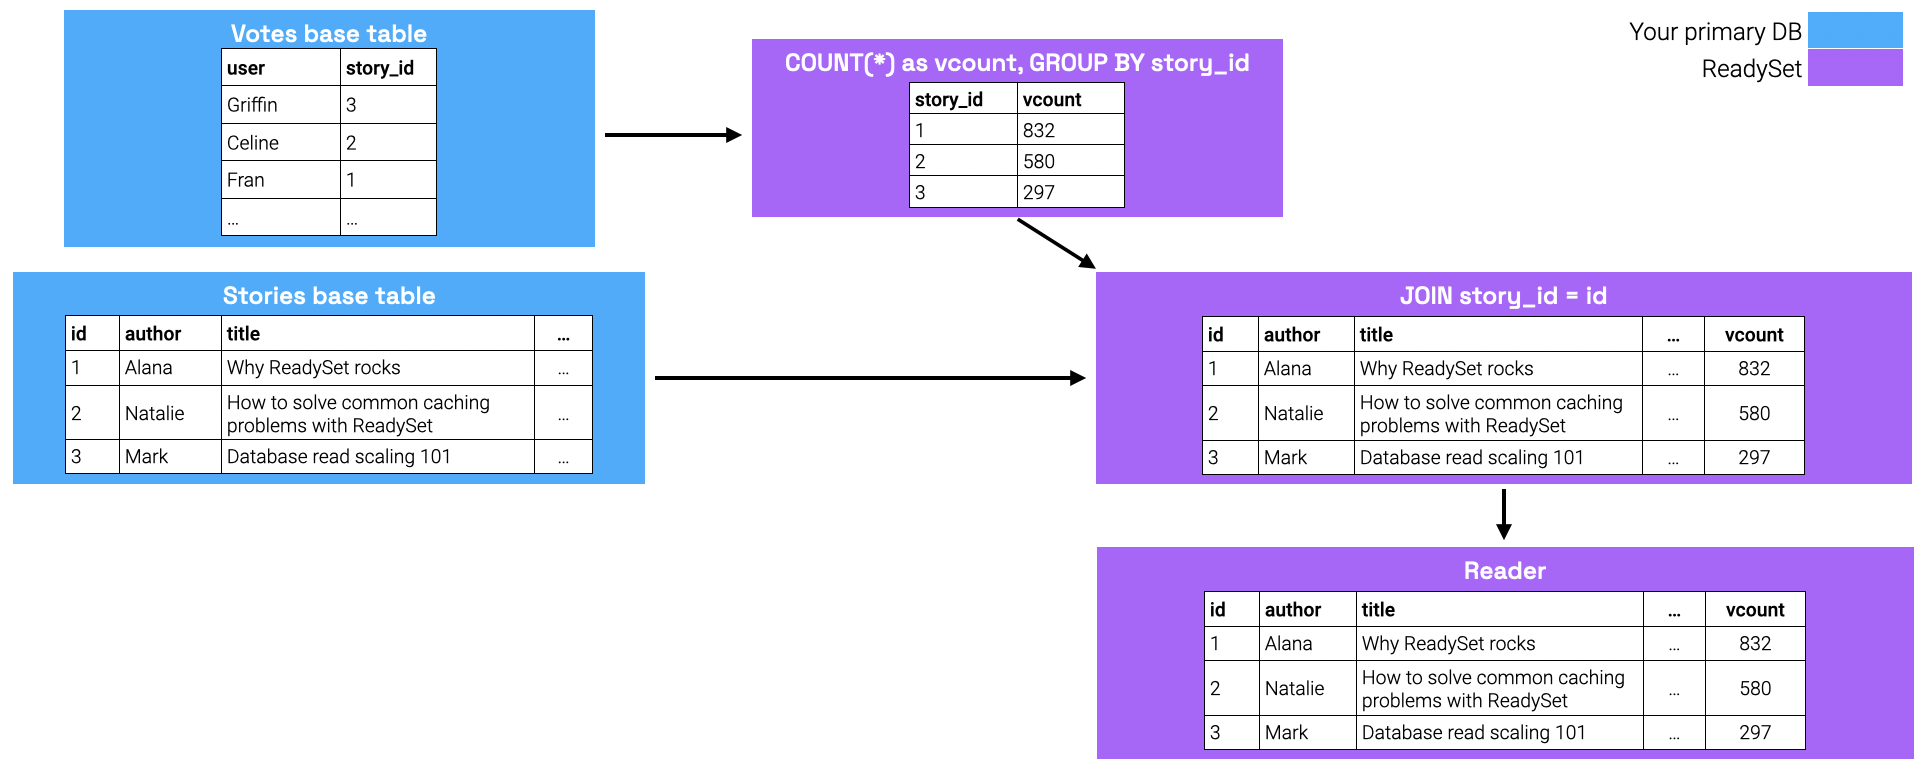 Your primary DB
ReadySet
Votes base table
user story_id
Griffin 3
Celine 2
Fran 1
... ...
COUNT(*) as vcount, GROUP BY story_id
story_id vcount
1 832
2 580
3 297
Stories base table
id author title ...
1 Alana Why ReadySet rocks ...
2 Natalie How to solve common caching
problems with ReadySet ...
3 Mark Database read scaling 101 ...
JOIN story_id = id
id author title ... vcount
1 Alana Why ReadySet rocks ... 832
2 Natalie How to solve common caching
problems with ReadySet ... 580
3 Mark Database read scaling 101 ... 297
Reader
id author title ... vcount
1 Alana Why ReadySet rocks ... 832
2 Natalie How to solve common caching
problems with ReadySet ... 580
3 Mark Database read scaling 101 ... 297